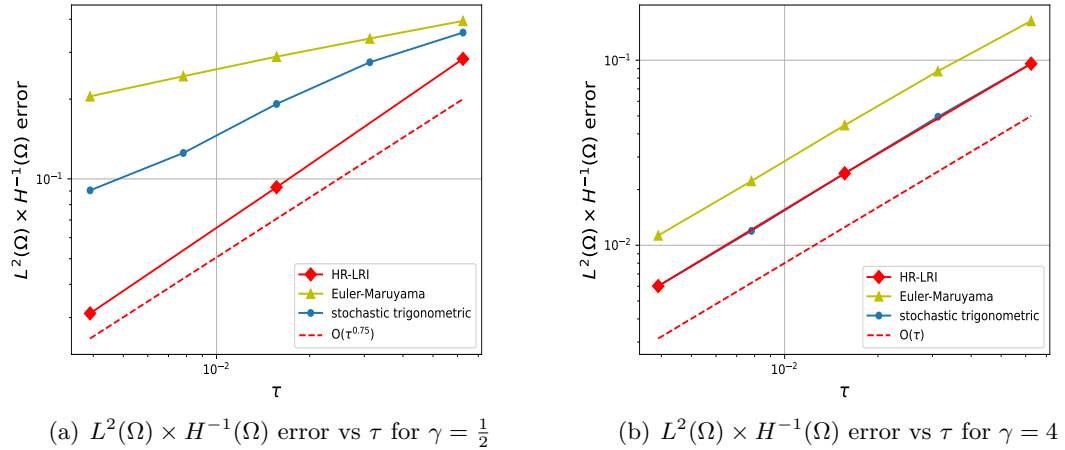 L²(Ω) × H⁻¹(Ω) error
10⁻¹
10⁻²
τ
HR-LRI
Euler-Maruyama
stochastic trigonometric
O(τ⁰·⁷⁵)
(a) L²(Ω) × H⁻¹(Ω) error vs τ for γ = 1/2
L²(Ω) × H⁻¹(Ω) error
10⁻¹
10⁻²
10⁻²
τ
HR-LRI
Euler-Maruyama
stochastic trigonometric
O(τ)
(b) L²(Ω) × H⁻¹(Ω) error vs τ for γ = 4